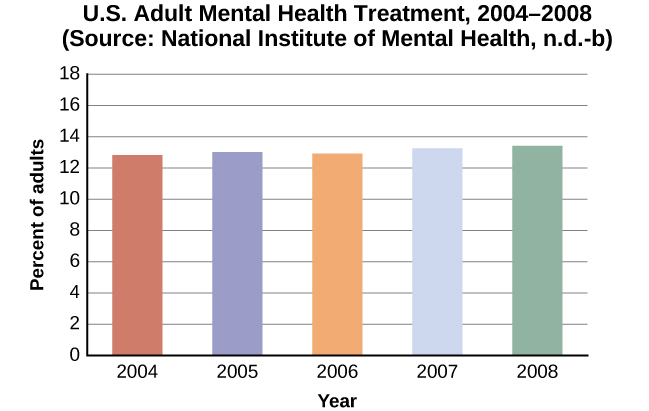 U.S. Adult Mental Health Treatment, 2004–2008
(Source: National Institute of Mental Health, n.d.-b)
18
16
14
12
10
8
6
4
2
0
Percent of adults
2004 2005 2006 2007 2008
Year